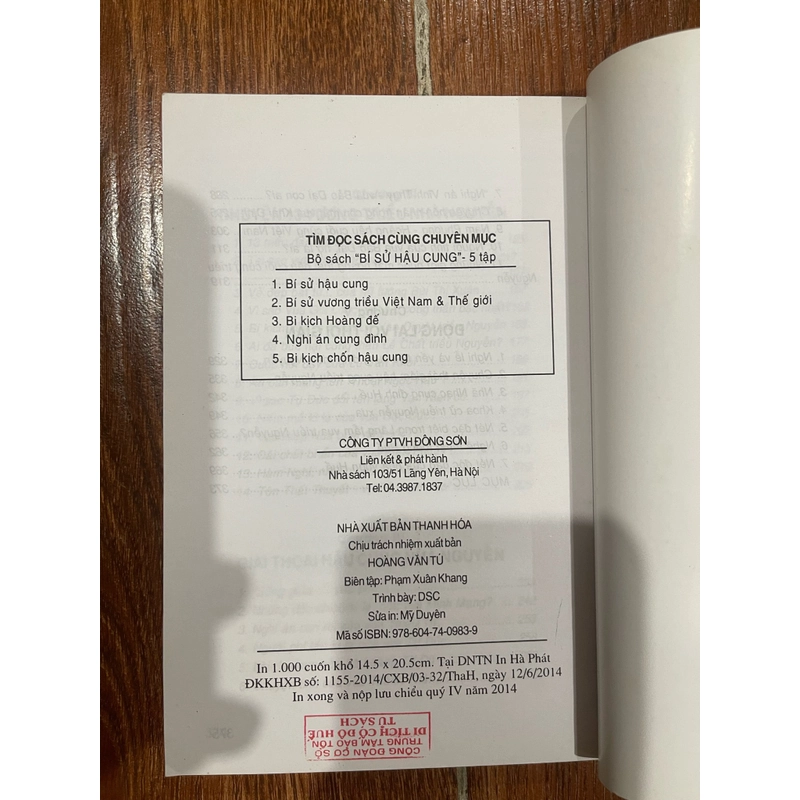 TÌM ĐỌC SÁCH CÙNG CHUYÊN MỤC
Bộ sách "BÍ SỬ HẬU CUNG"- 5 tập
1. Bí sử hậu cung
2. Bí sử vương triều Việt Nam & Thế giới
3. Bi kịch Hoàng đế
4. Nghi án cung đình
5. Bi kịch chốn hậu cung
CÔNG TY PTVH ĐÔNG SƠN
Liên kết & phát hành
Nhà sách 103/51 Lãng Yên, Hà Nội
Tel: 04.3987.1837
NHÀ XUẤT BẢN THANH HÓA
Chịu trách nhiệm xuất bản
HOÀNG VĂN TÚ
Biên tập: Phạm Xuân Khang
Trình bày: DSC
Sửa in: Mỹ Duyên
Mã số ISBN: 978-604-74-0983-9
In 1.000 cuốn khổ 14.5 x 20.5cm. Tại DNTN In Hà Phát
ĐKKHXB số: 1155-2014/CXB/03-32/ThaH, ngày 12/6/2014
In xong và nộp lưu chiểu quý IV năm 2014
CÔNG ĐOÀN CƠ SỞ
TRUNG TÂM BẢO TỒN
DI TÍCH CỐ ĐÔ HUẾ
TỦ SÁCH